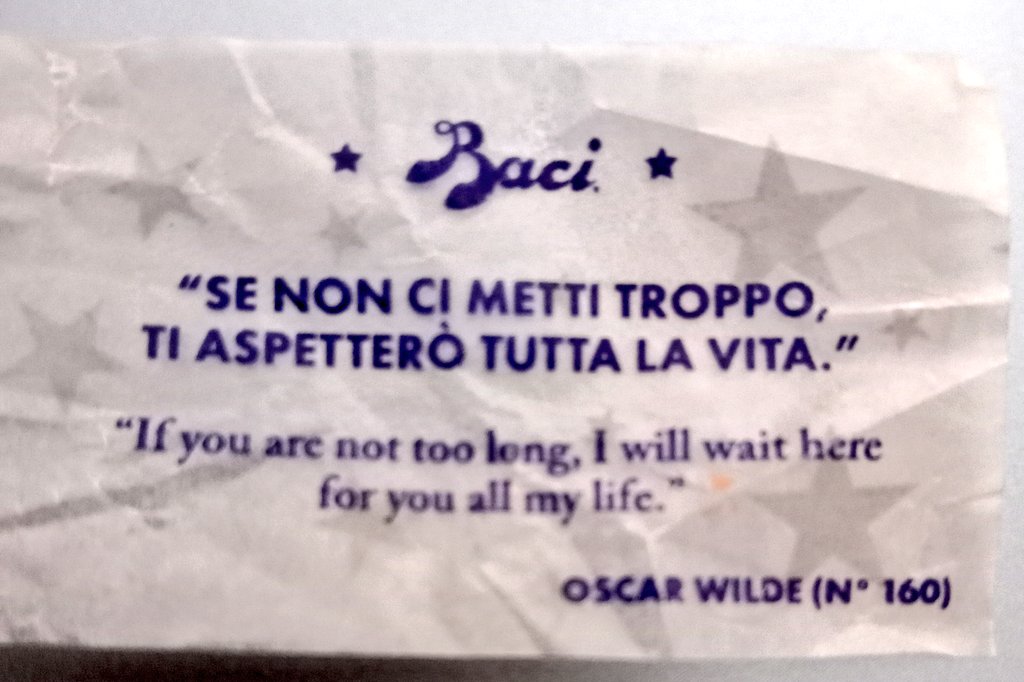 Baci
“SE NON CI METTI TROPPO,
TI ASPETTERÒ TUTTA LA VITA.”
“If you are not too long, I will wait here
for you all my life.”
OSCAR WILDE (N° 160)